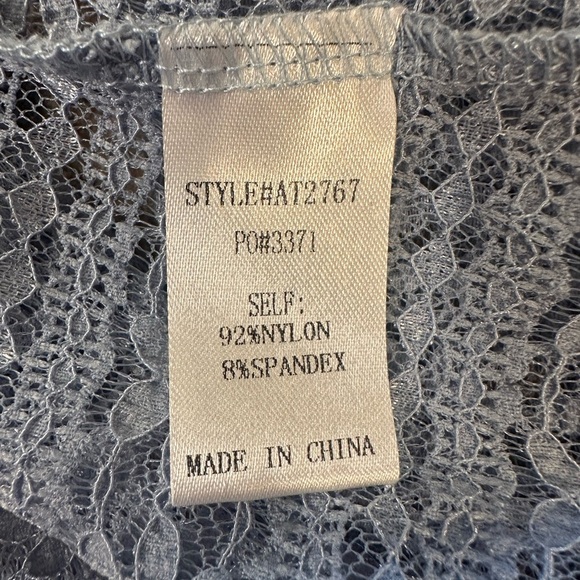 STYLE#AT2767
PO#3371
SELF:
92%NYLON
8%SPANDEX
MADE IN CHINA